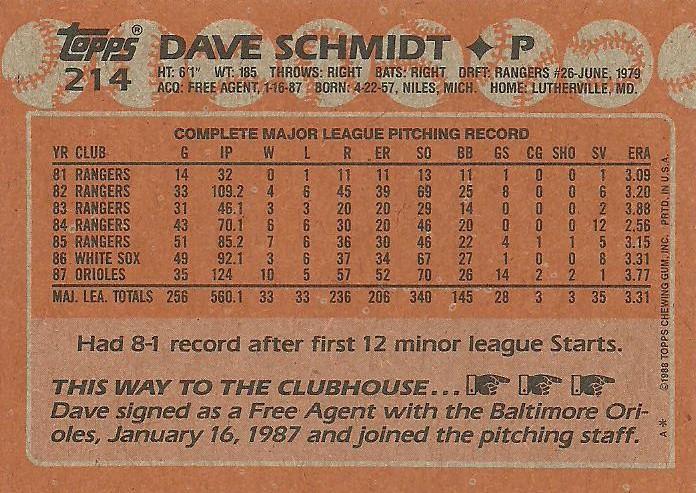 topps® DAVE SCHMIDT ✦ P
214 HT: 6'1" WT: 185 THROWS: RIGHT BATS: RIGHT DRFT: RANGERS #26-JUNE, 1979
ACQ: FREE AGENT, 1-16-87 BORN: 4-22-57, NILES, MICH. HOME: LUTHERVILLE, MD.
COMPLETE MAJOR LEAGUE PITCHING RECORD
YR CLUB G IP W L R ER SO BB GS CG SHO SV ERA
81 RANGERS 14 32 0 1 11 11 13 11 1 0 0 1 3.09
82 RANGERS 33 109.2 4 6 45 39 69 25 8 0 0 6 3.20
83 RANGERS 31 46.1 3 3 20 20 29 14 0 0 0 2 3.88
84 RANGERS 43 70.1 6 6 30 20 46 20 0 0 0 12 2.56
85 RANGERS 51 85.2 7 6 36 30 46 22 4 1 1 5 3.15
86 WHITE SOX 49 92.1 3 6 37 34 67 27 1 0 0 8 3.31
87 ORIOLES 35 124 10 5 57 52 70 26 14 2 2 1 3.77
MAJ. LEA. TOTALS 256 560.1 33 33 236 206 340 145 28 3 3 35 3.31
Had 8-1 record after first 12 minor league Starts.
THIS WAY TO THE CLUBHOUSE...
Dave signed as a Free Agent with the Baltimore Ori-
oles, January 16, 1987 and joined the pitching staff.
A* ©1988 TOPPS CHEWING GUM, INC. PRTD. IN U.S.A.